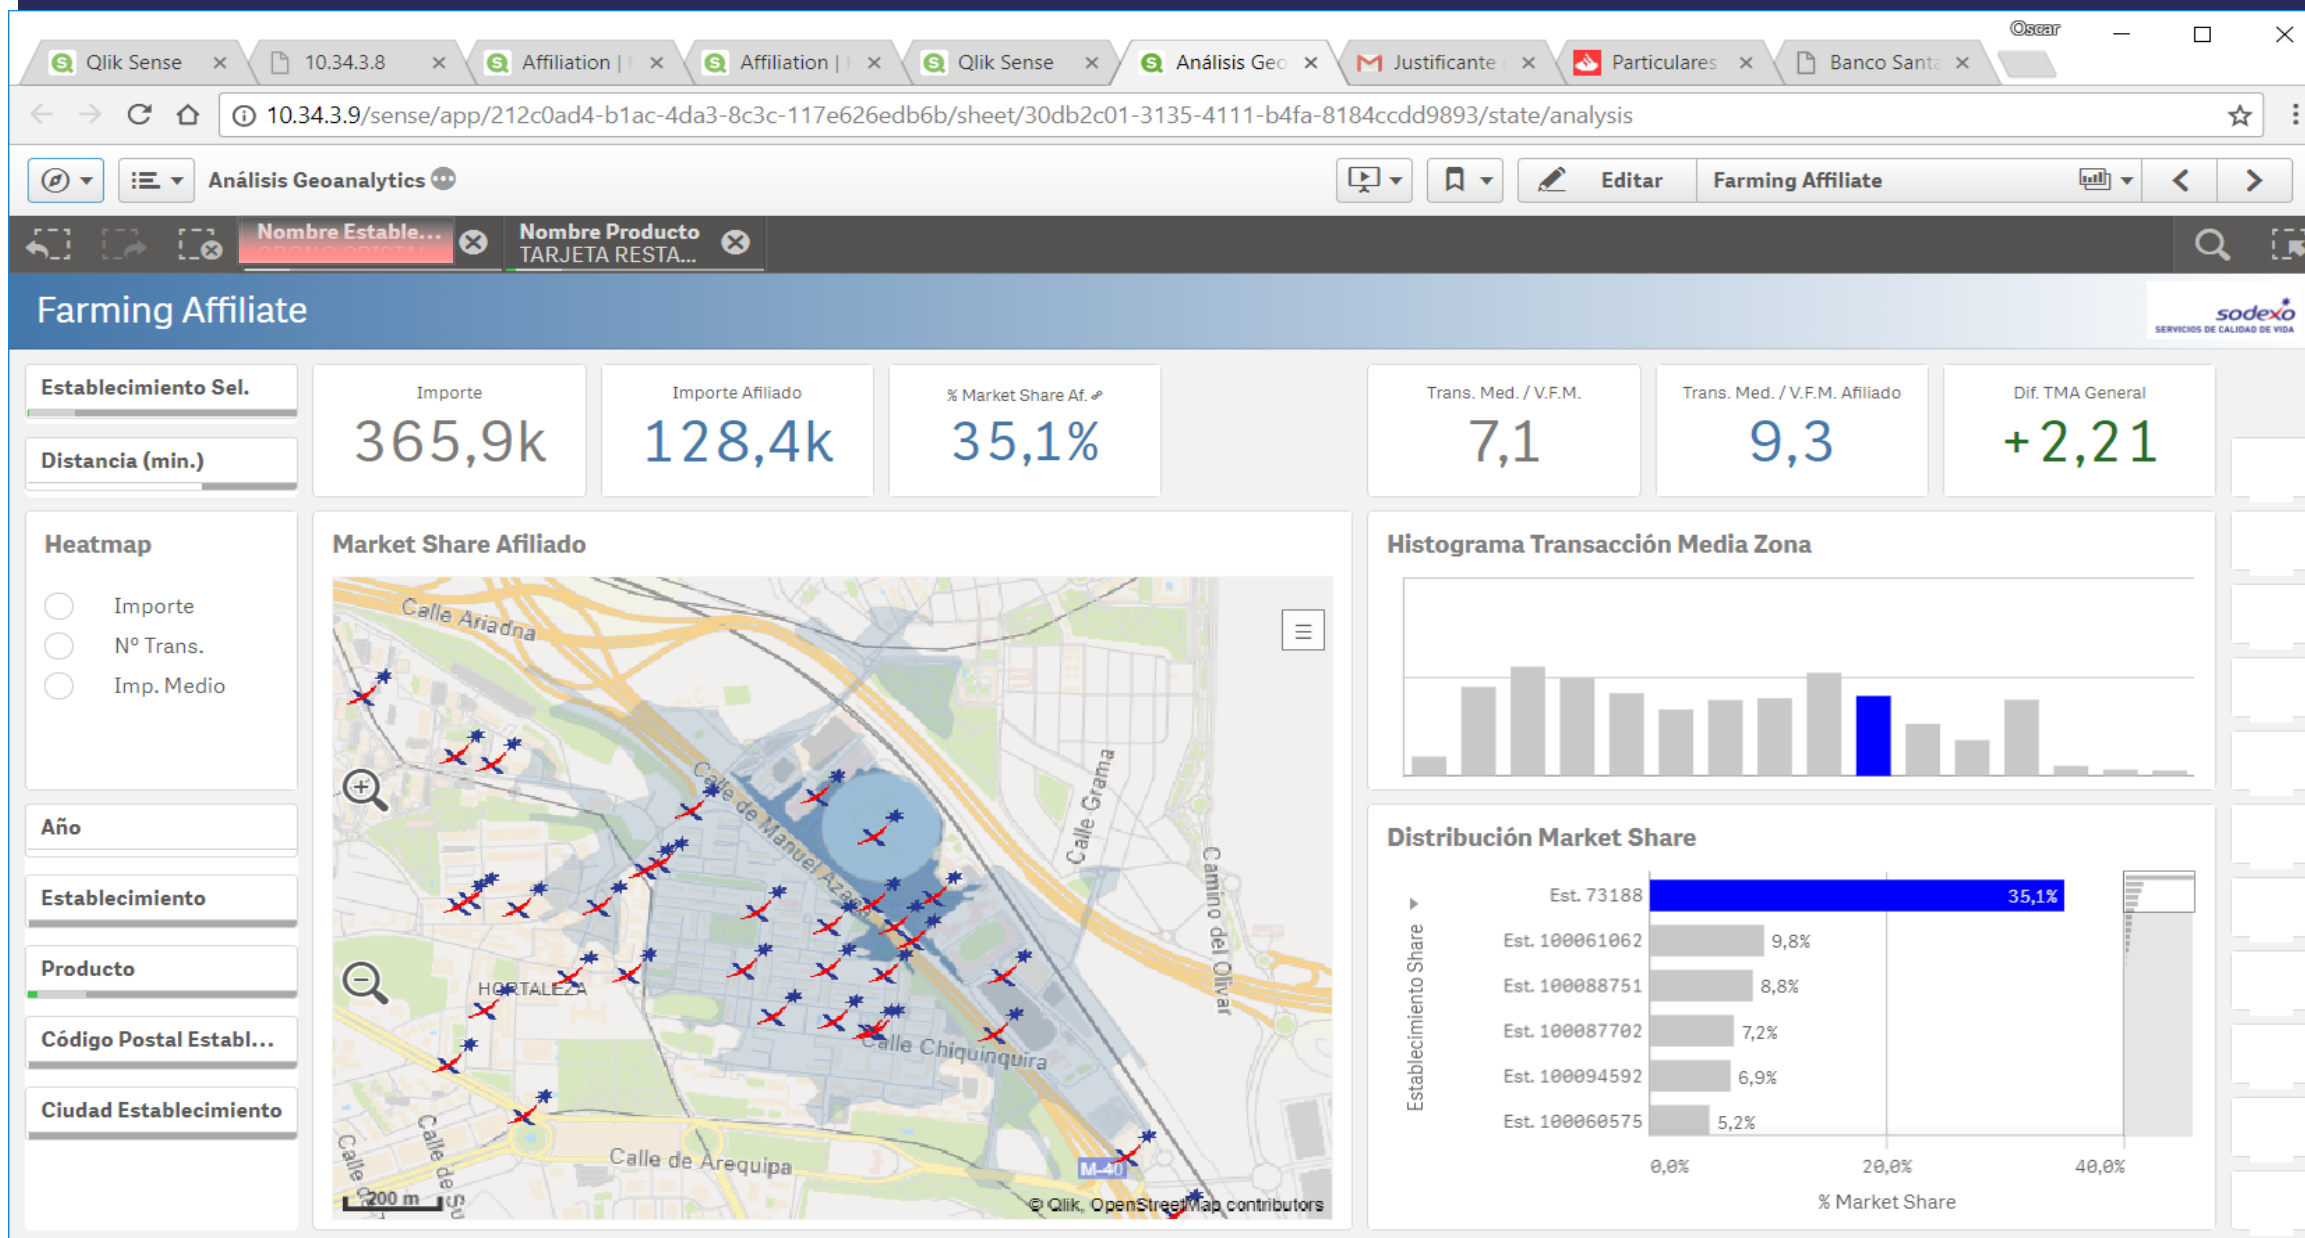 Oscar
Qlik Sense
10.34.3.8
Affiliation |
Affiliation |
Qlik Sense
Análisis Geo
Justificante
Particulares
Banco Santa
10.34.3.9/sense/app/212c0ad4-b1ac-4da3-8c3c-117e626edb6b/sheet/30db2c01-3135-4111-b4fa-8184ccdd9893/state/analysis
Análisis Geoanalytics
Editar
Farming Affiliate
Nombre Estable...
Nombre Producto
TARJETA RESTA...
Farming Affiliate
sodexo
SERVICIOS DE CALIDAD DE VIDA
Establecimiento Sel.
Distancia (min.)
Importe
365,9k
Importe Afiliado
128,4k
% Market Share Af.
35,1%
Trans. Med. / V.F.M.
7,1
Trans. Med. / V.F.M. Afiliado
9,3
Dif. TMA General
+2,21
Heatmap
Importe
Nº Trans.
Imp. Medio
Año
Establecimiento
Producto
Código Postal Establ...
Ciudad Establecimiento
Market Share Afiliado
Calle Ariadna
Calle de Manuel Azaña
Calle Grama
Camino del Olivar
HORTALEZA
Calle Chiquinquira
Calle de Arequipa
Calle de Su
Calle de
M-40
200 m
© Qlik, OpenStreetMap contributors
Histograma Transacción Media Zona
Distribución Market Share
Establecimiento Share
Est. 73188
35,1%
Est. 100061062
9,8%
Est. 100088751
8,8%
Est. 100087702
7,2%
Est. 100094592
6,9%
Est. 100060575
5,2%
0,0%
20,0%
40,0%
% Market Share